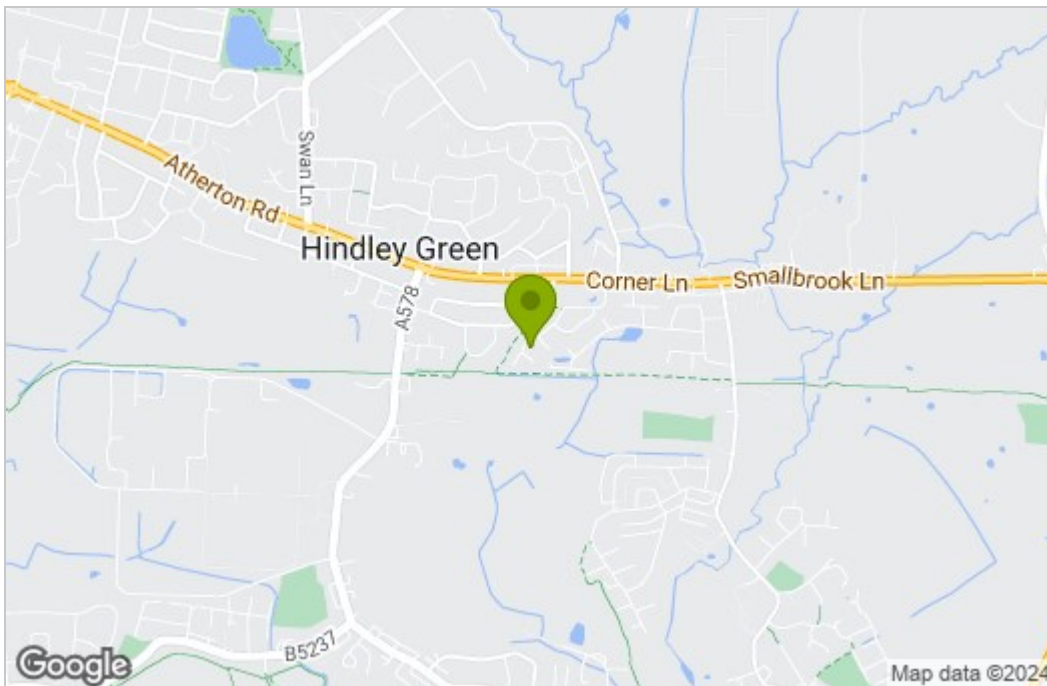 Swan Ln
Atherton Rd
Hindley Green
Corner Ln
Smallbrook Ln
A578
B5237
Google
Map data ©2024